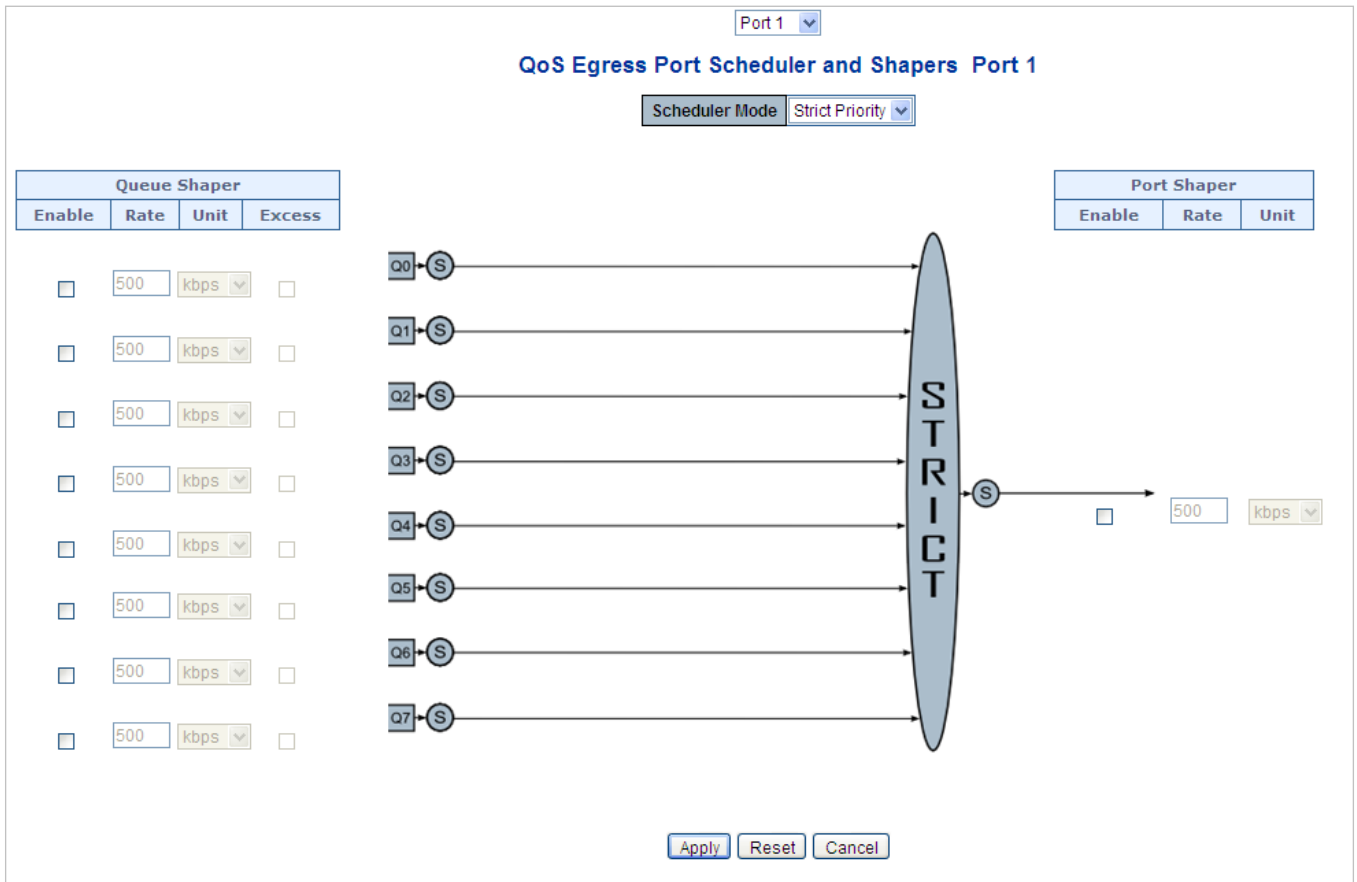 Port 1
QoS Egress Port Scheduler and Shapers Port 1
Scheduler Mode Strict Priority
Queue Shaper
Enable Rate Unit Excess
Port Shaper
Enable Rate Unit
500 kbps
Q0 S
500 kbps
Q1 S
500 kbps
Q2 S
500 kbps
Q3 S
500 kbps
Q4 S
500 kbps
Q5 S
500 kbps
Q6 S
500 kbps
Q7 S
STRICT
S
500 kbps
Apply Reset Cancel